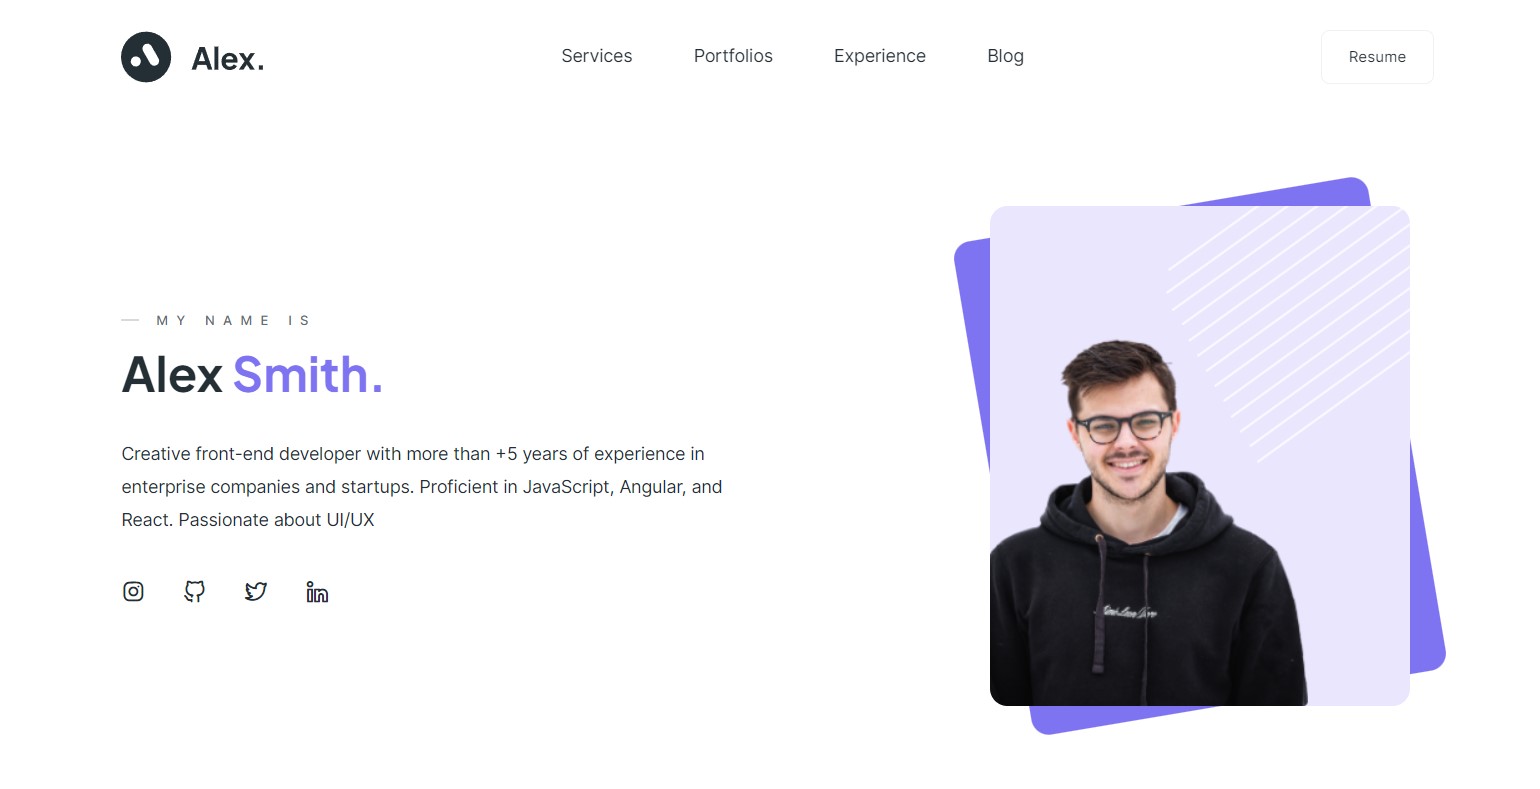 Alex.
Services
Portfolios
Experience
Blog
Resume
MY NAME IS
Alex Smith.
Creative front-end developer with more than +5 years of experience in
enterprise companies and startups. Proficient in JavaScript, Angular, and
React. Passionate about UI/UX